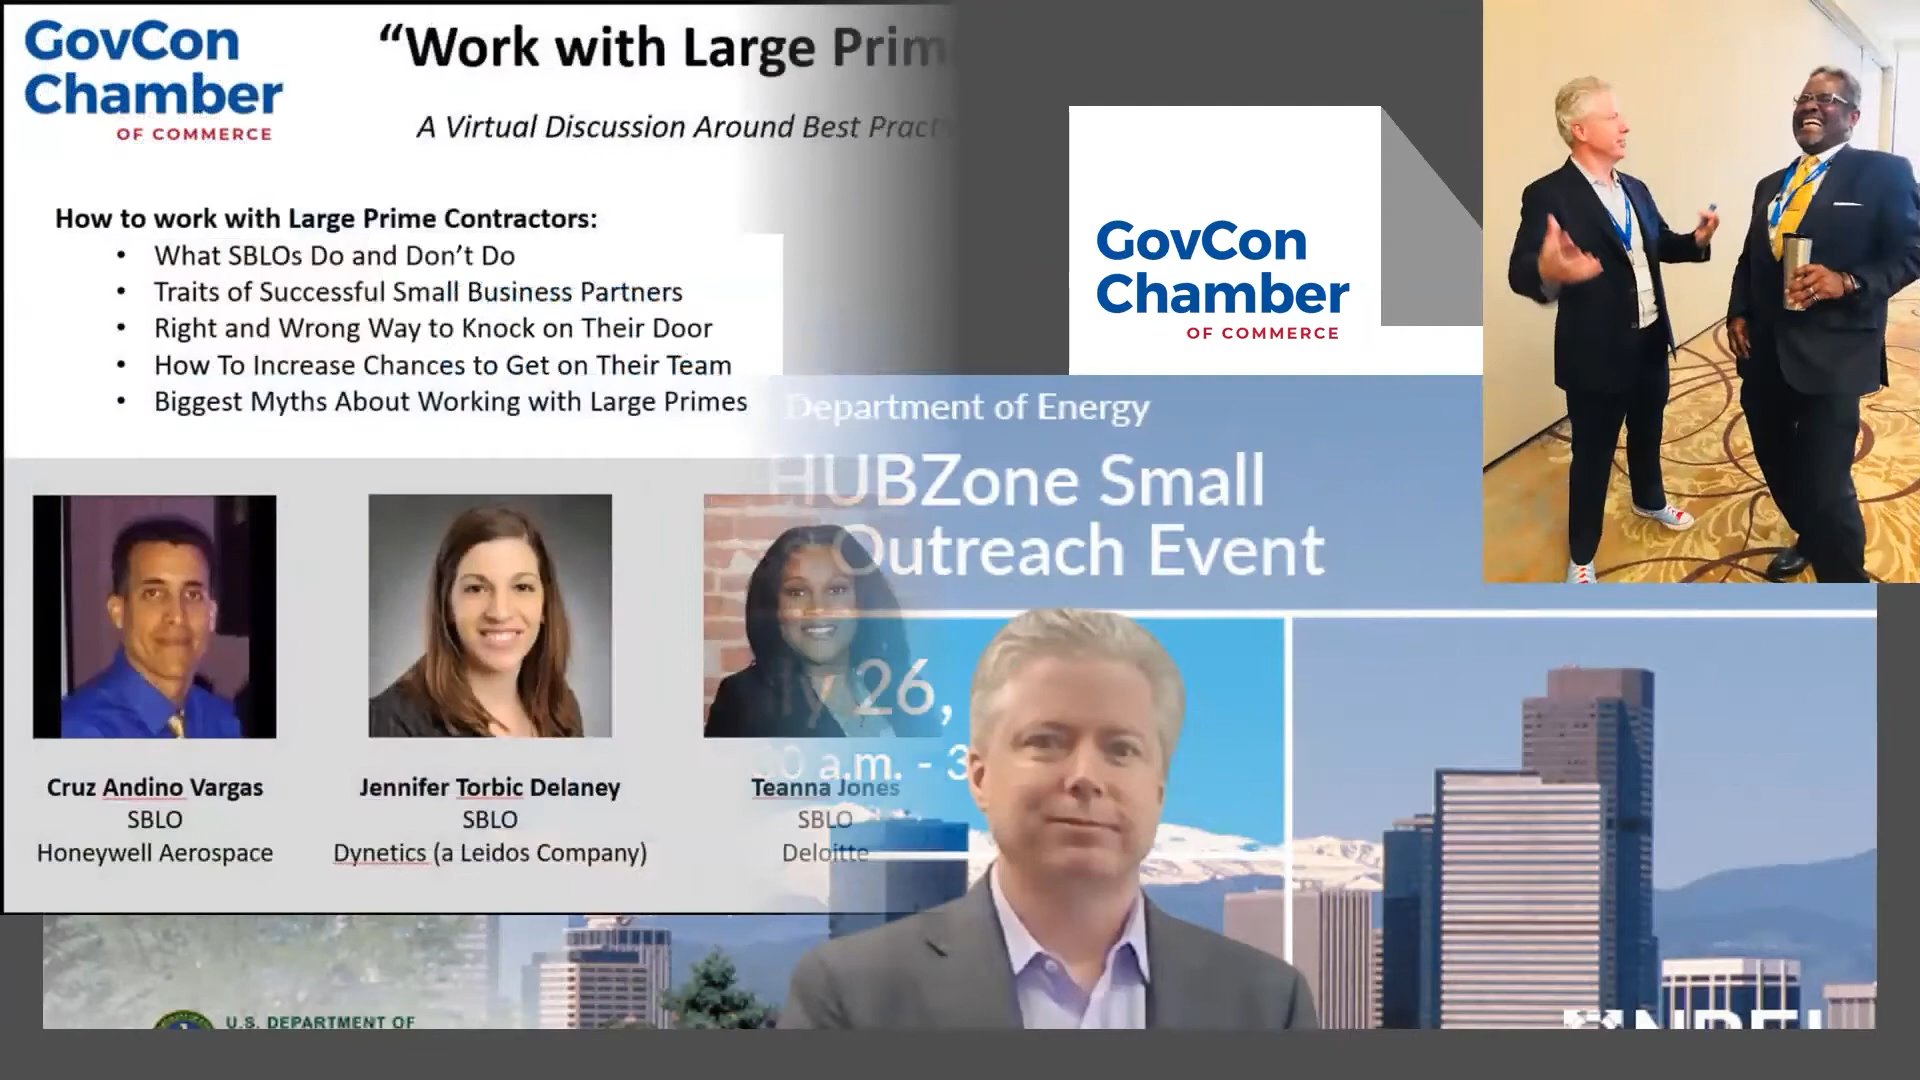 GovCon
Chamber
OF COMMERCE
“Work with Large Prim
A Virtual Discussion Around Best Pract
How to work with Large Prime Contractors:
• What SBLOs Do and Don’t Do
• Traits of Successful Small Business Partners
• Right and Wrong Way to Knock on Their Door
• How To Increase Chances to Get on Their Team
• Biggest Myths About Working with Large Primes
Cruz Andino Vargas
SBLO
Honeywell Aerospace
Jennifer Torbic Delaney
SBLO
Dynetics (a Leidos Company)
Teanna Jones
SBLO
Deloitte
GovCon
Chamber
OF COMMERCE
Department of Energy
HUBZone Small
Outreach Event
26,
a.m. - 3
U.S. DEPARTMENT OF